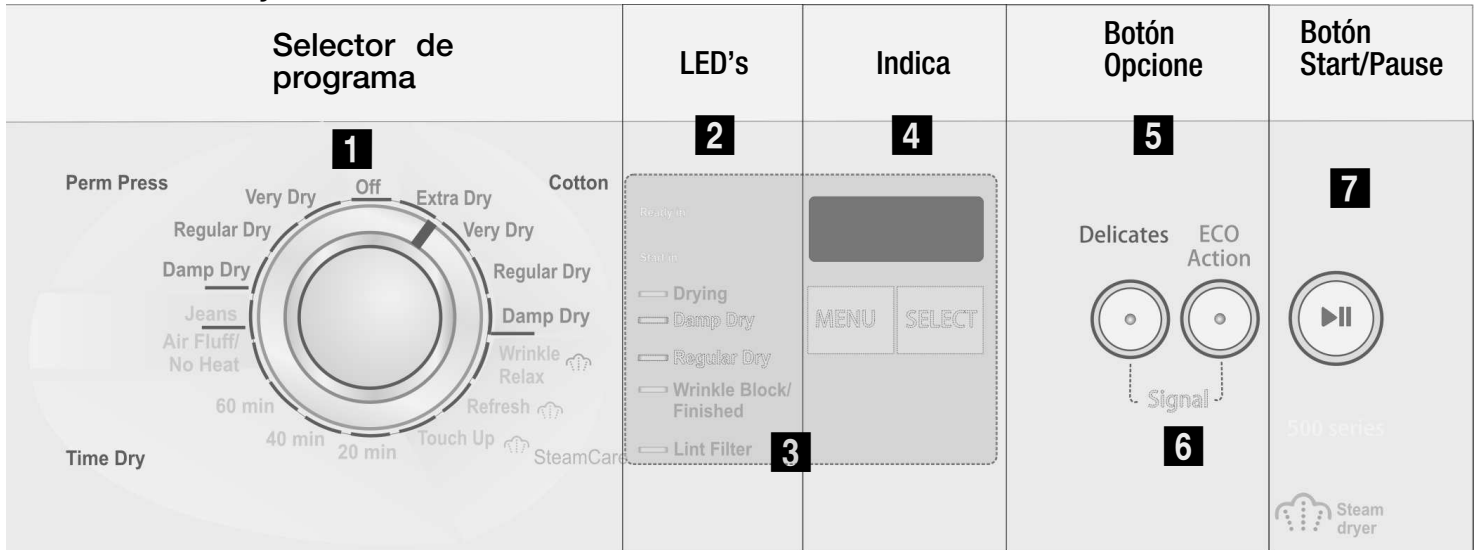 Selector de
programa
LED's
Indica
Botón
Opcione
Botón
Start/Pause
1
2
4
5
7
Perm Press
Cotton
Off
Very Dry
Extra Dry
Regular Dry
Very Dry
Damp Dry
Regular Dry
Jeans
Damp Dry
Air Fluff/
No Heat
Wrinkle
Relax
60 min
Refresh
40 min
Touch Up
20 min
SteamCare
Time Dry
Ready in
Start in
Drying
Damp Dry
Regular Dry
Wrinkle Block/
Finished
Lint Filter
3
MENU
SELECT
Delicates
ECO
Action
Signal
6
500 series
Steam
dryer